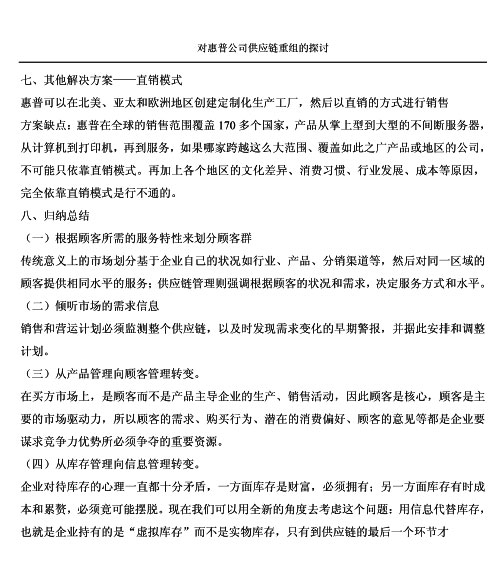 对惠普公司供应链重组的探讨
七、其他解决方案——直销模式
惠普可以在北美、亚太和欧洲地区创建定制化生产工厂，然后以直销的方式进行销售
方案缺点：惠普在全球的销售范围覆盖 170 多个国家，产品从掌上型到大型的不间断服务器，
从计算机到打印机，再到服务，如果哪家跨越这么大范围、覆盖如此之广产品或地区的公司，
不可能只依靠直销模式。再加上各个地区的文化差异、消费习惯、行业发展、成本等原因，
完全依靠直销模式是行不通的。
八、归纳总结
（一）根据顾客所需的服务特性来划分顾客群
传统意义上的市场划分基于企业自己的状况如行业、产品、分销渠道等，然后对同一区域的
顾客提供相同水平的服务；供应链管理则强调根据顾客的状况和需求，决定服务方式和水平。
（二）倾听市场的需求信息
销售和营运计划必须监测整个供应链，以及时发现需求变化的早期警报，并据此安排和调整
计划。
（三）从产品管理向顾客管理转变。
在买方市场上，是顾客而不是产品主导企业的生产、销售活动，因此顾客是核心，顾客是主
要的市场驱动力，所以顾客的需求、购买行为、潜在的消费偏好、顾客的意见等都是企业要
谋求竞争力优势所必须争夺的重要资源。
（四）从库存管理向信息管理转变。
企业对待库存的心理一直都十分矛盾，一方面库存是财富，必须拥有；另一方面库存有时成
本和累赘，必须竟可能摆脱。现在我们可以用全新的角度去考虑这个问题：用信息代替库存，
也就是企业持有的是“虚拟库存”而不是实物库存，只有到供应链的最后一个环节才